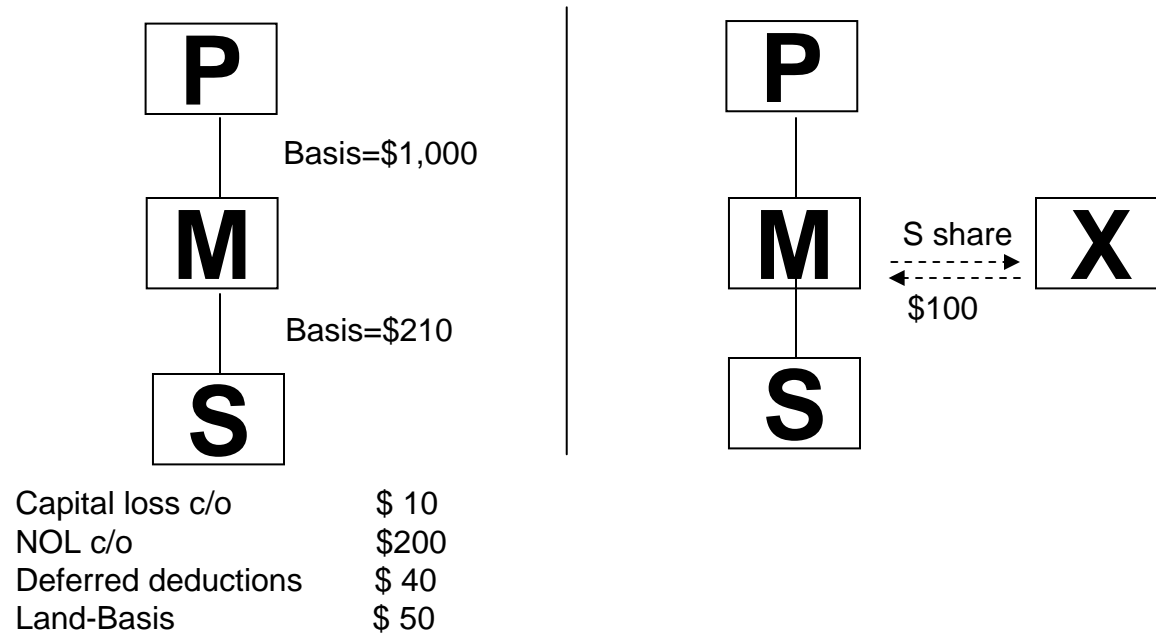 P
Basis=$1,000
M
Basis=$210
S
Capital loss c/o $ 10
NOL c/o $200
Deferred deductions $ 40
Land-Basis $ 50
P
M
S share
$100
X
S